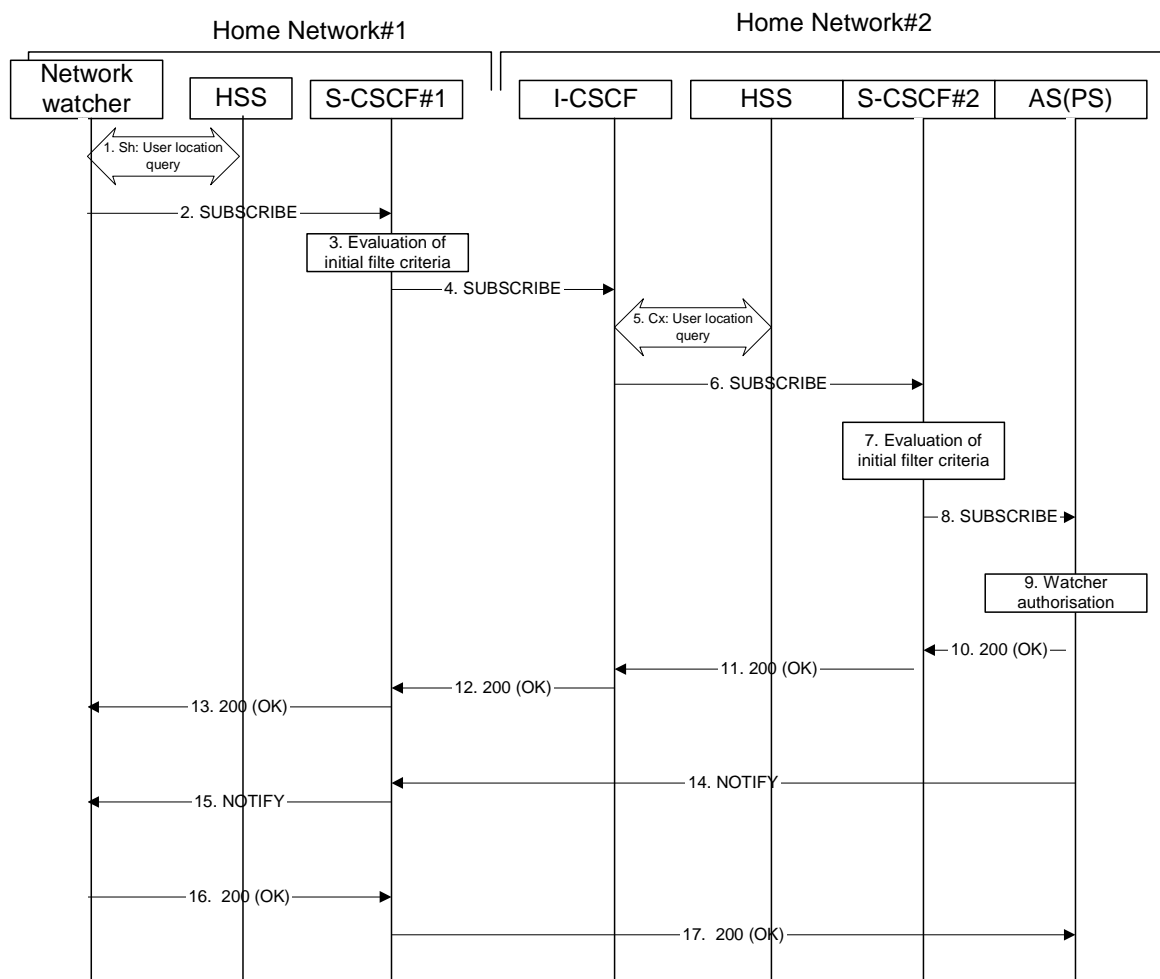 Home Network#1
Home Network#2
Network
watcher
HSS
S-CSCF#1
I-CSCF
HSS
S-CSCF#2
AS(PS)
1. Sh: User location
query
2. SUBSCRIBE
3. Evaluation of
initial filte criteria
4. SUBSCRIBE
5. Cx: User location
query
6. SUBSCRIBE
7. Evaluation of
initial filter criteria
8. SUBSCRIBE
9. Watcher
authorisation
10. 200 (OK)
11. 200 (OK)
12. 200 (OK)
13. 200 (OK)
14. NOTIFY
15. NOTIFY
16. 200 (OK)
17. 200 (OK)